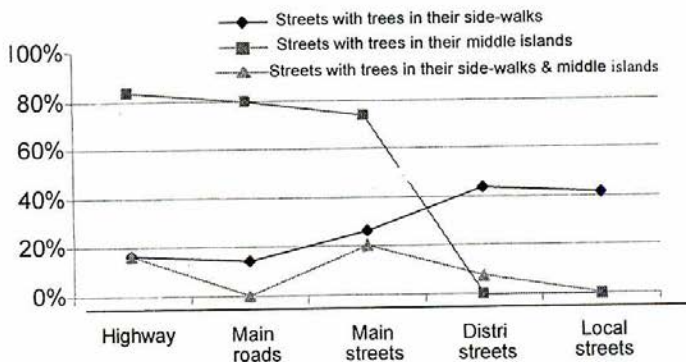 Streets with trees in their side-walks
Streets with trees in their middle islands
Streets with trees in their side-walks & middle islands
100%
80%
60%
40%
20%
0%
Highway
Main
roads
Main
streets
Distri
streets
Local
streets